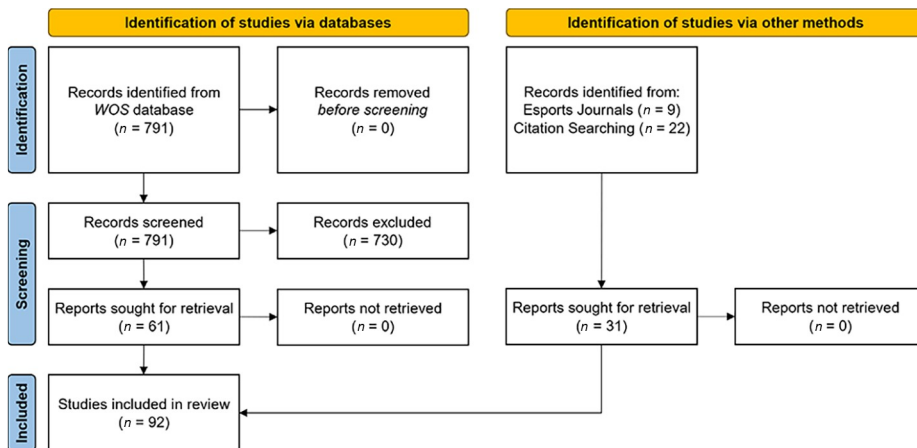 Identification of studies via databases
Identification of studies via other methods
Identification
Records identified from
WOS database
(n = 791)
Records removed
before screening
(n = 0)
Records identified from:
Esports Journals (n = 9)
Citation Searching (n = 22)
Screening
Records screened
(n = 791)
Records excluded
(n = 730)
Reports sought for retrieval
(n = 61)
Reports not retrieved
(n = 0)
Reports sought for retrieval
(n = 31)
Reports not retrieved
(n = 0)
Included
Studies included in review
(n = 92)